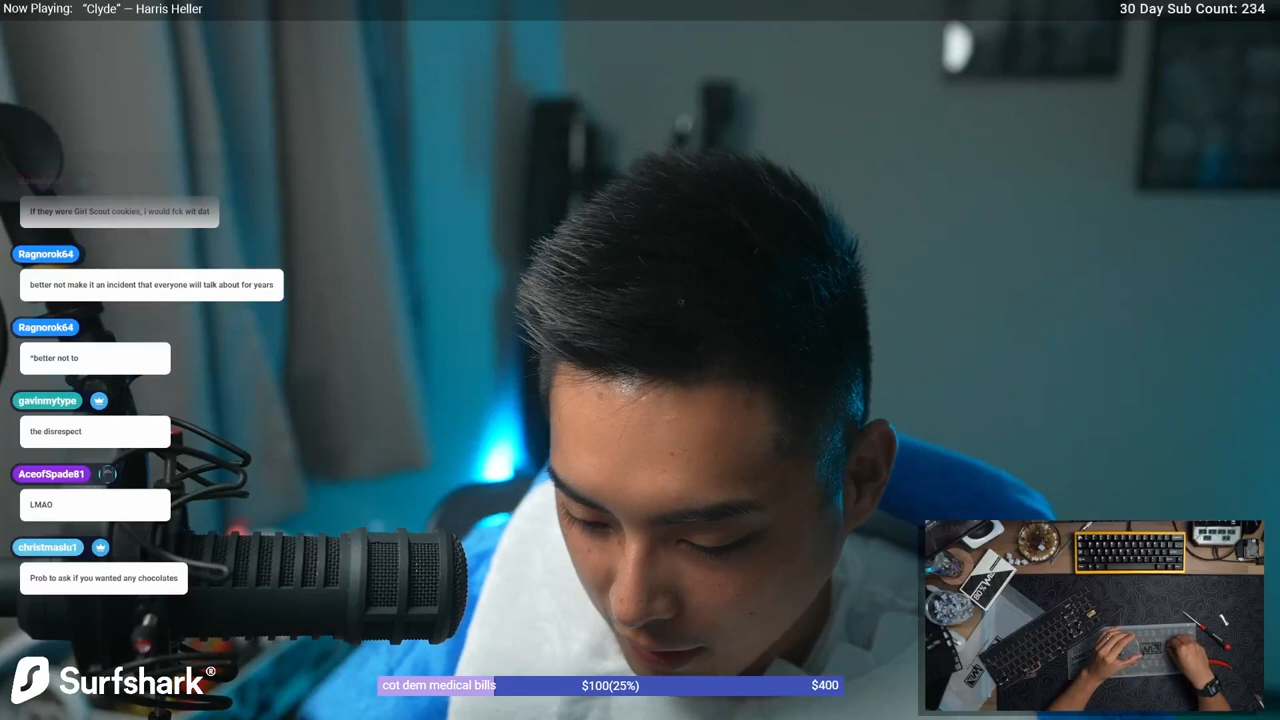 Now Playing: “Clyde” – Harris Heller
30 Day Sub Count: 234
If they were Girl Scout cookies, i would fck wit dat
Ragnorok64
better not make it an incident that everyone will talk about for years
Ragnorok64
*better not to
gavinmytype
the disrespect
AceofSpade81
LMAO
christmaslu1
Prob to ask if you wanted any chocolates
Surfshark®
cot dem medical bills
$100(25%)
$400